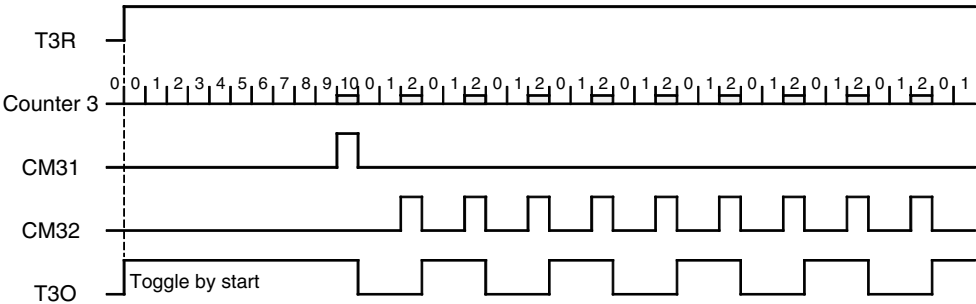 T3R
0 0 1 2 3 4 5 6 7 8 9 10 0 1 2 0 1 2 0 1 2 0 1 2 0 1 2 0 1 2 0 1 2 0 1 2 0 1 2 0 1
Counter 3
CM31
CM32
Toggle by start
T3O